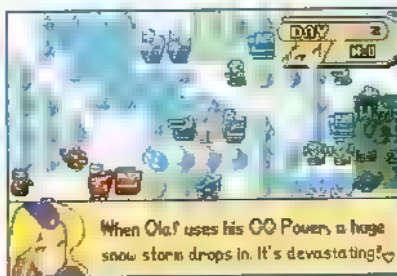 DAY 2
When Olaf uses his CO Power, a huge
snow storm drops in. It's devastating!